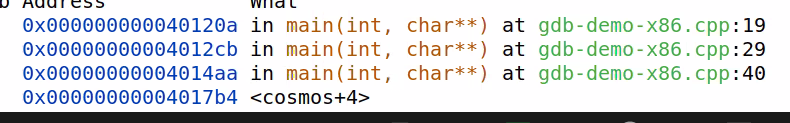 b Address What
0x000000000040120a in main(int, char**) at gdb-demo-x86.cpp:19
0x00000000004012cb in main(int, char**) at gdb-demo-x86.cpp:29
0x00000000004014aa in main(int, char**) at gdb-demo-x86.cpp:40
0x00000000004017b4 <cosmos+4>